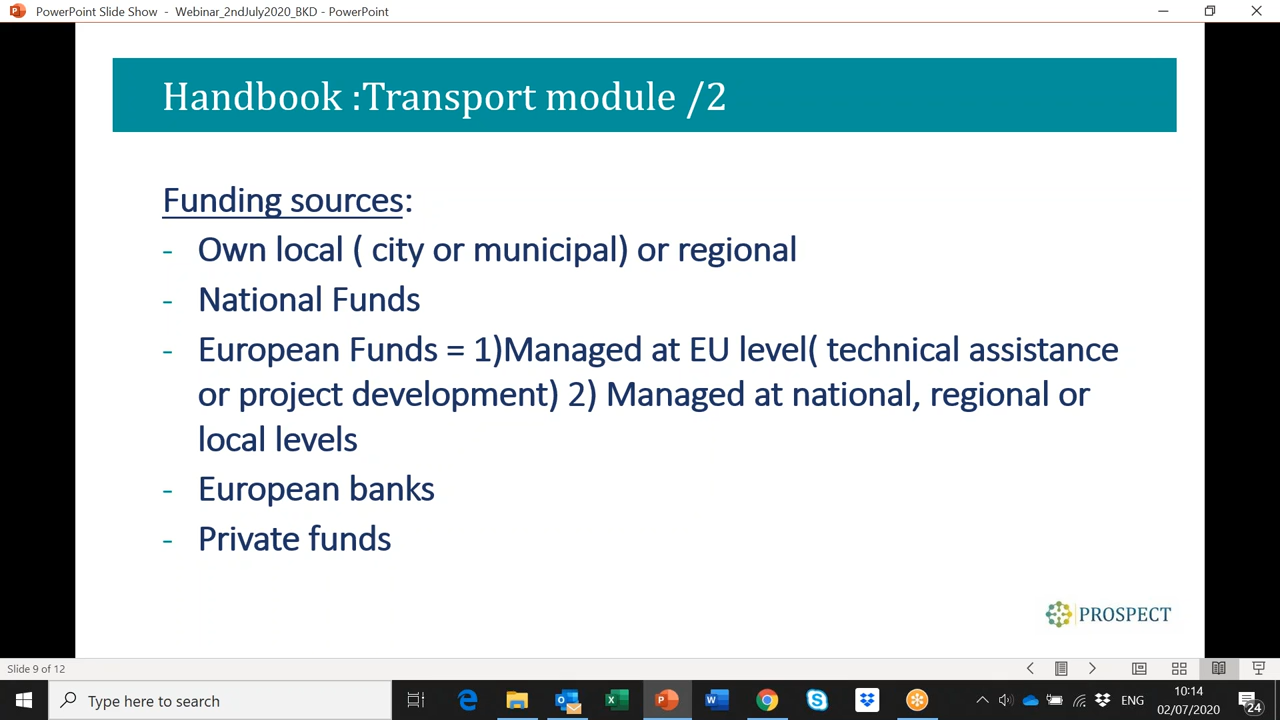 PowerPoint Slide Show - Webinar_2ndJuly2020_BKD - PowerPoint
Handbook :Transport module /2
Funding sources:
- Own local ( city or municipal) or regional
- National Funds
- European Funds = 1)Managed at EU level( technical assistance
or project development) 2) Managed at national, regional or
local levels
- European banks
- Private funds
PROSPECT
Slide 9 of 12
Type here to search
ENG
10:14
02/07/2020
24